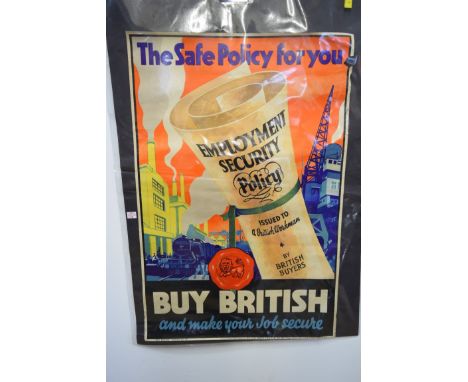 The Safe Policy for you
EMPLOYMENT
SECURITY
Policy
ISSUED TO
a British Workman
BY
BRITISH
BUYERS
BUY BRITISH
and make your Job secure